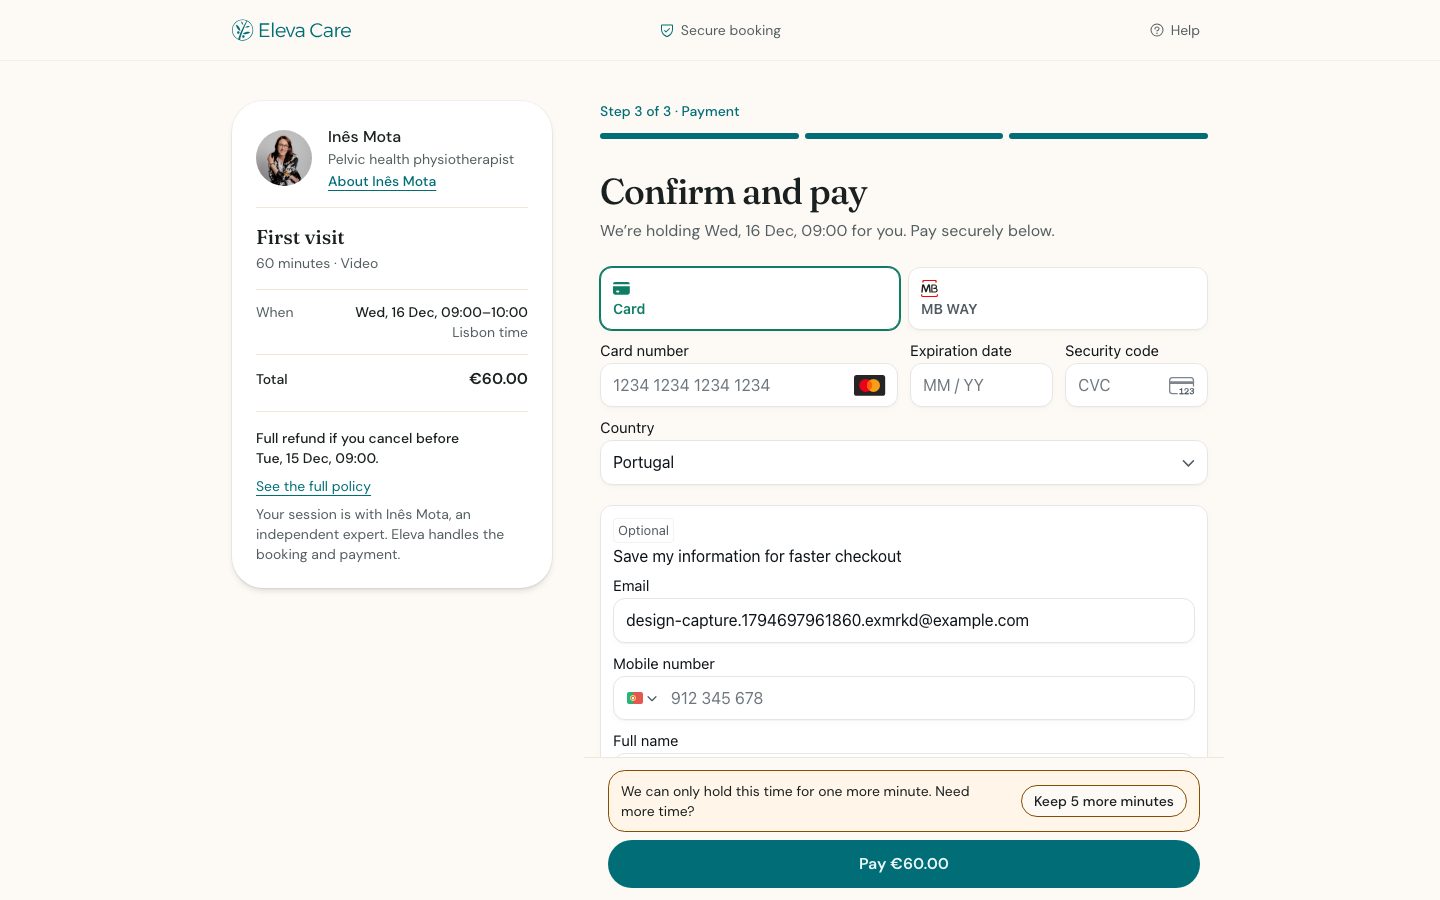 Eleva Care
Secure booking
Help
Inês Mota
Pelvic health physiotherapist
About Inês Mota
First visit
60 minutes · Video
When
Wed, 16 Dec, 09:00–10:00
Lisbon time
Total
€60.00
Full refund if you cancel before
Tue, 15 Dec, 09:00.
See the full policy
Your session is with Inês Mota, an
independent expert. Eleva handles the
booking and payment.
Step 3 of 3 · Payment
Confirm and pay
We’re holding Wed, 16 Dec, 09:00 for you. Pay securely below.
Card
MB
MB WAY
Card number
1234 1234 1234 1234
Expiration date
MM / YY
Security code
CVC
123
Country
Portugal
Optional
Save my information for faster checkout
Email
design-capture.1794697961860.exmrkd@example.com
Mobile number
912 345 678
Full name
We can only hold this time for one more minute. Need
more time?
Keep 5 more minutes
Pay €60.00